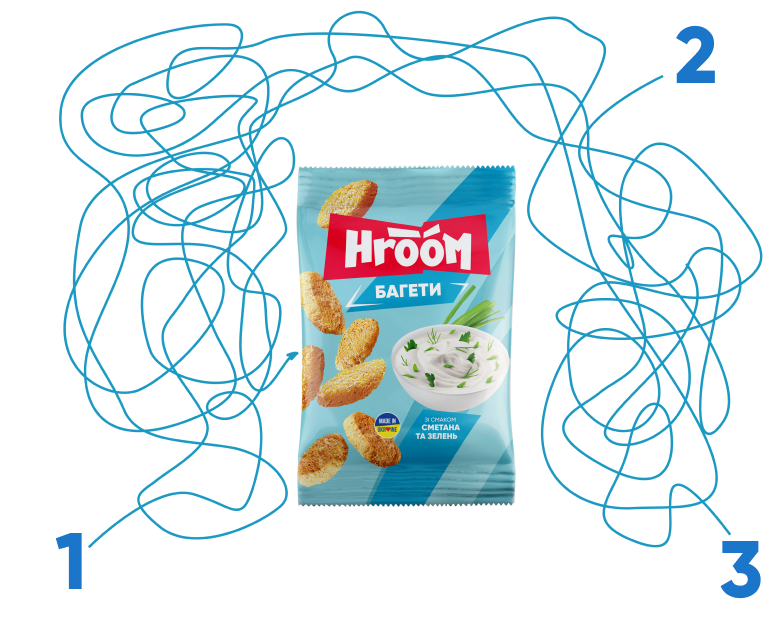 2
HROOM
БАГЕТИ
ЗІ СМАКОМ
СМЕТАНА
ТА ЗЕЛЕНЬ
MADE IN
UKRAINE
1
3